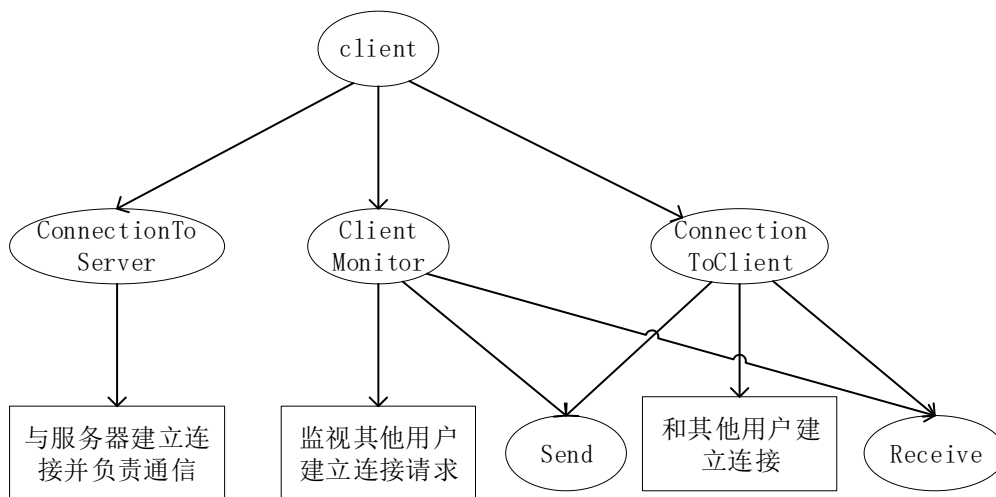 client
ConnectionTo
Server
Client
Monitor
Connection
ToClient
与服务器建立连
接并负责通信
监视其他用户
建立连接请求
Send
和其他用户建
立连接
Receive